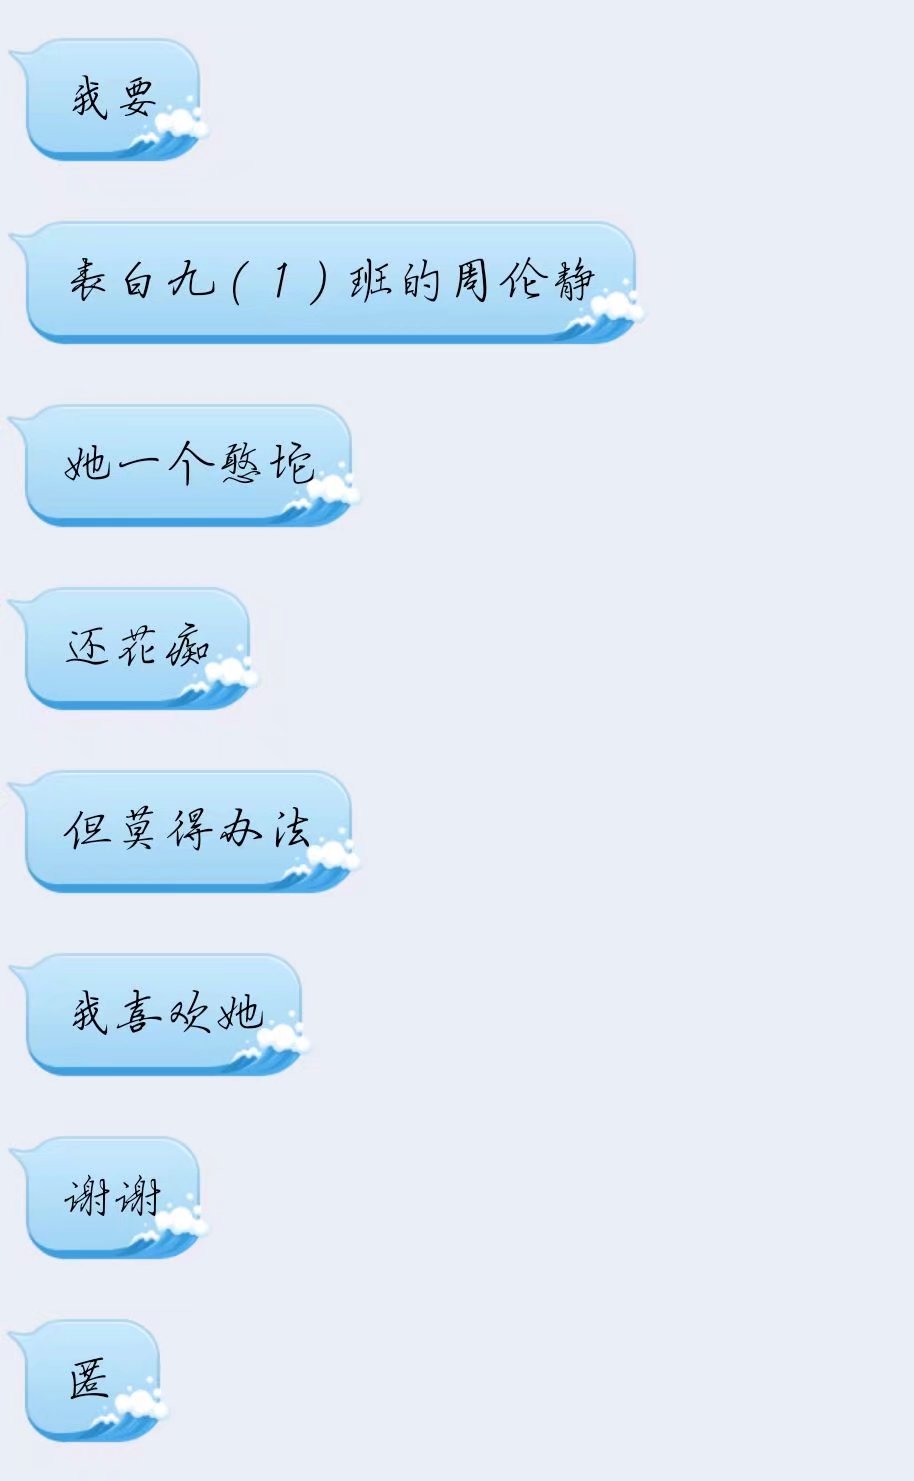 我要
表白九(1)班的周伦静
她一个憨坨
还花痴
但莫得办法
我喜欢她
谢谢
匿